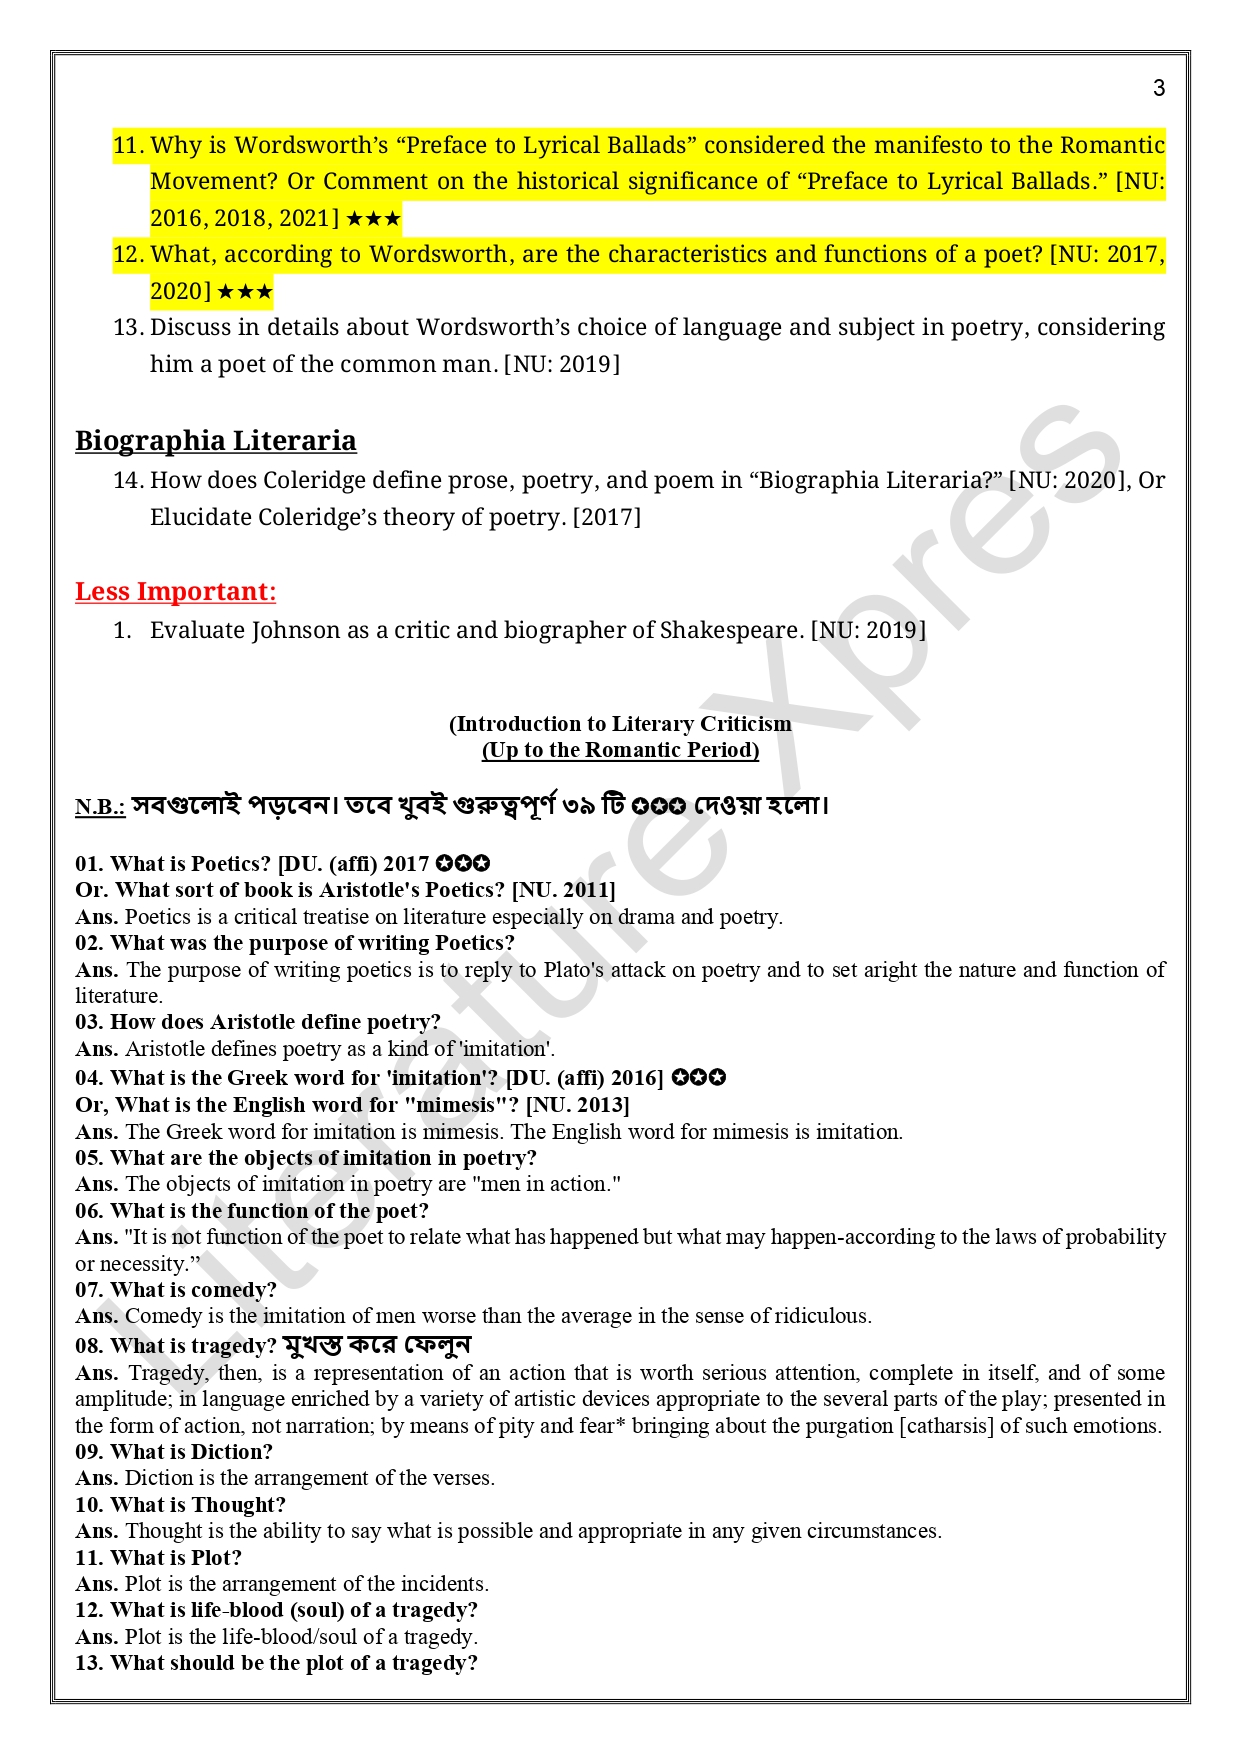 3
11. Why is Wordsworth’s “Preface to Lyrical Ballads” considered the manifesto to the Romantic
Movement? Or Comment on the historical significance of “Preface to Lyrical Ballads.” [NU:
2016, 2018, 2021] ★★★
12. What, according to Wordsworth, are the characteristics and functions of a poet? [NU: 2017,
2020] ★★★
13. Discuss in details about Wordsworth’s choice of language and subject in poetry, considering
him a poet of the common man. [NU: 2019]
Biographia Literaria
14. How does Coleridge define prose, poetry, and poem in “Biographia Literaria?” [NU: 2020], Or
Elucidate Coleridge’s theory of poetry. [2017]
Less Important:
1. Evaluate Johnson as a critic and biographer of Shakespeare. [NU: 2019]
(Introduction to Literary Criticism
(Up to the Romantic Period)
N.B.: সবগুলোই পড়বেন। তবে খুবই গুরুত্বপূর্ণ ৩৯ টি ✪✪✪ দেওয়া হলো।
01. What is Poetics? [DU. (affi) 2017 ✪✪✪
Or. What sort of book is Aristotle's Poetics? [NU. 2011]
Ans. Poetics is a critical treatise on literature especially on drama and poetry.
02. What was the purpose of writing Poetics?
Ans. The purpose of writing poetics is to reply to Plato's attack on poetry and to set aright the nature and function of
literature.
03. How does Aristotle define poetry?
Ans. Aristotle defines poetry as a kind of 'imitation'.
04. What is the Greek word for 'imitation'? [DU. (affi) 2016] ✪✪✪
Or, What is the English word for "mimesis"? [NU. 2013]
Ans. The Greek word for imitation is mimesis. The English word for mimesis is imitation.
05. What are the objects of imitation in poetry?
Ans. The objects of imitation in poetry are "men in action."
06. What is the function of the poet?
Ans. "It is not function of the poet to relate what has happened but what may happen-according to the laws of probability
or necessity.”
07. What is comedy?
Ans. Comedy is the imitation of men worse than the average in the sense of ridiculous.
08. What is tragedy? মুখস্ত করে ফেলুন
Ans. Tragedy, then, is a representation of an action that is worth serious attention, complete in itself, and of some
amplitude; in language enriched by a variety of artistic devices appropriate to the several parts of the play; presented in
the form of action, not narration; by means of pity and fear* bringing about the purgation [catharsis] of such emotions.
09. What is Diction?
Ans. Diction is the arrangement of the verses.
10. What is Thought?
Ans. Thought is the ability to say what is possible and appropriate in any given circumstances.
11. What is Plot?
Ans. Plot is the arrangement of the incidents.
12. What is life-blood (soul) of a tragedy?
Ans. Plot is the life-blood/soul of a tragedy.
13. What should be the plot of a tragedy?
Literature Xpres